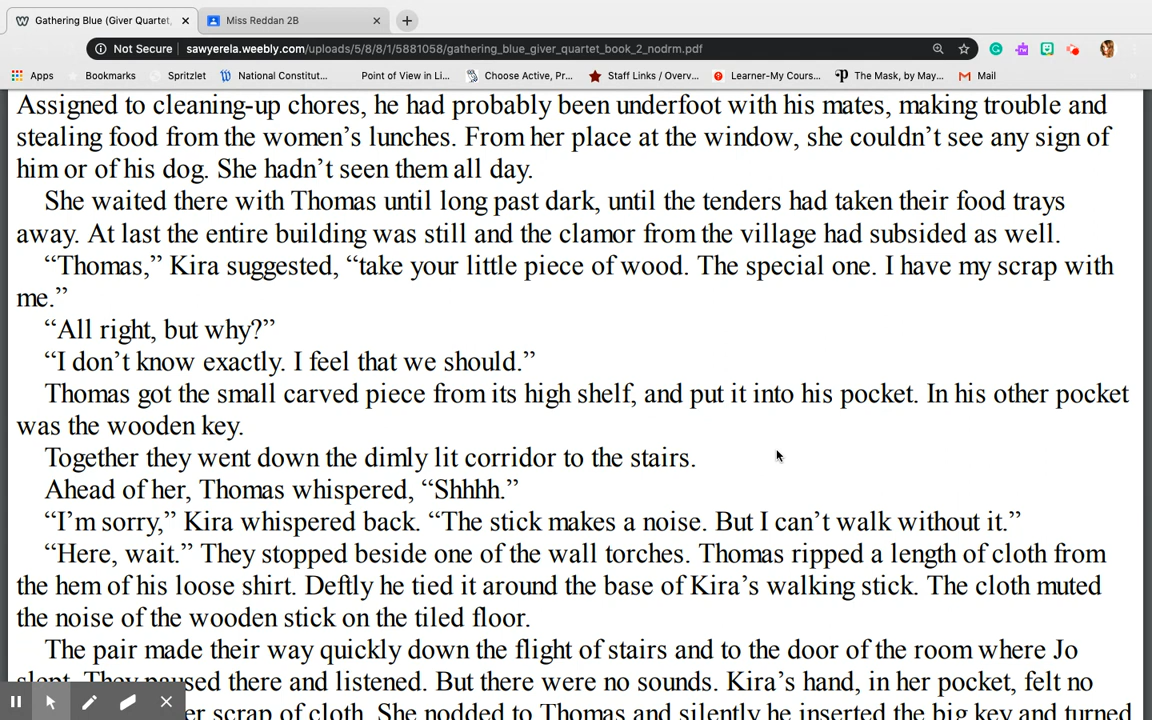 Gathering Blue (Giver Quartet,
Miss Reddan 2B
Not Secure | sawyerela.weebly.com/uploads/5/8/8/1/5881058/gathering_blue_giver_quartet_book_2_nodrm.pdf
Apps Bookmarks Spritzlet National Constitut... Point of View in Li... Choose Active, Pr... Staff Links / Overv... Learner-My Cours... The Mask, by May... Mail
Assigned to cleaning-up chores, he had probably been underfoot with his mates, making trouble and
stealing food from the women’s lunches. From her place at the window, she couldn’t see any sign of
him or of his dog. She hadn’t seen them all day.
She waited there with Thomas until long past dark, until the tenders had taken their food trays
away. At last the entire building was still and the clamor from the village had subsided as well.
“Thomas,” Kira suggested, “take your little piece of wood. The special one. I have my scrap with
me.”
“All right, but why?”
“I don’t know exactly. I feel that we should.”
Thomas got the small carved piece from its high shelf, and put it into his pocket. In his other pocket
was the wooden key.
Together they went down the dimly lit corridor to the stairs.
Ahead of her, Thomas whispered, “Shhhh.”
“I’m sorry,” Kira whispered back. “The stick makes a noise. But I can’t walk without it.”
“Here, wait.” They stopped beside one of the wall torches. Thomas ripped a length of cloth from
the hem of his loose shirt. Deftly he tied it around the base of Kira’s walking stick. The cloth muted
the noise of the wooden stick on the tiled floor.
The pair made their way quickly down the flight of stairs and to the door of the room where Jo
slept. They paused there and listened. But there were no sounds. Kira’s hand, in her pocket, felt no
er scrap of cloth. She nodded to Thomas and silently he inserted the big key and turned